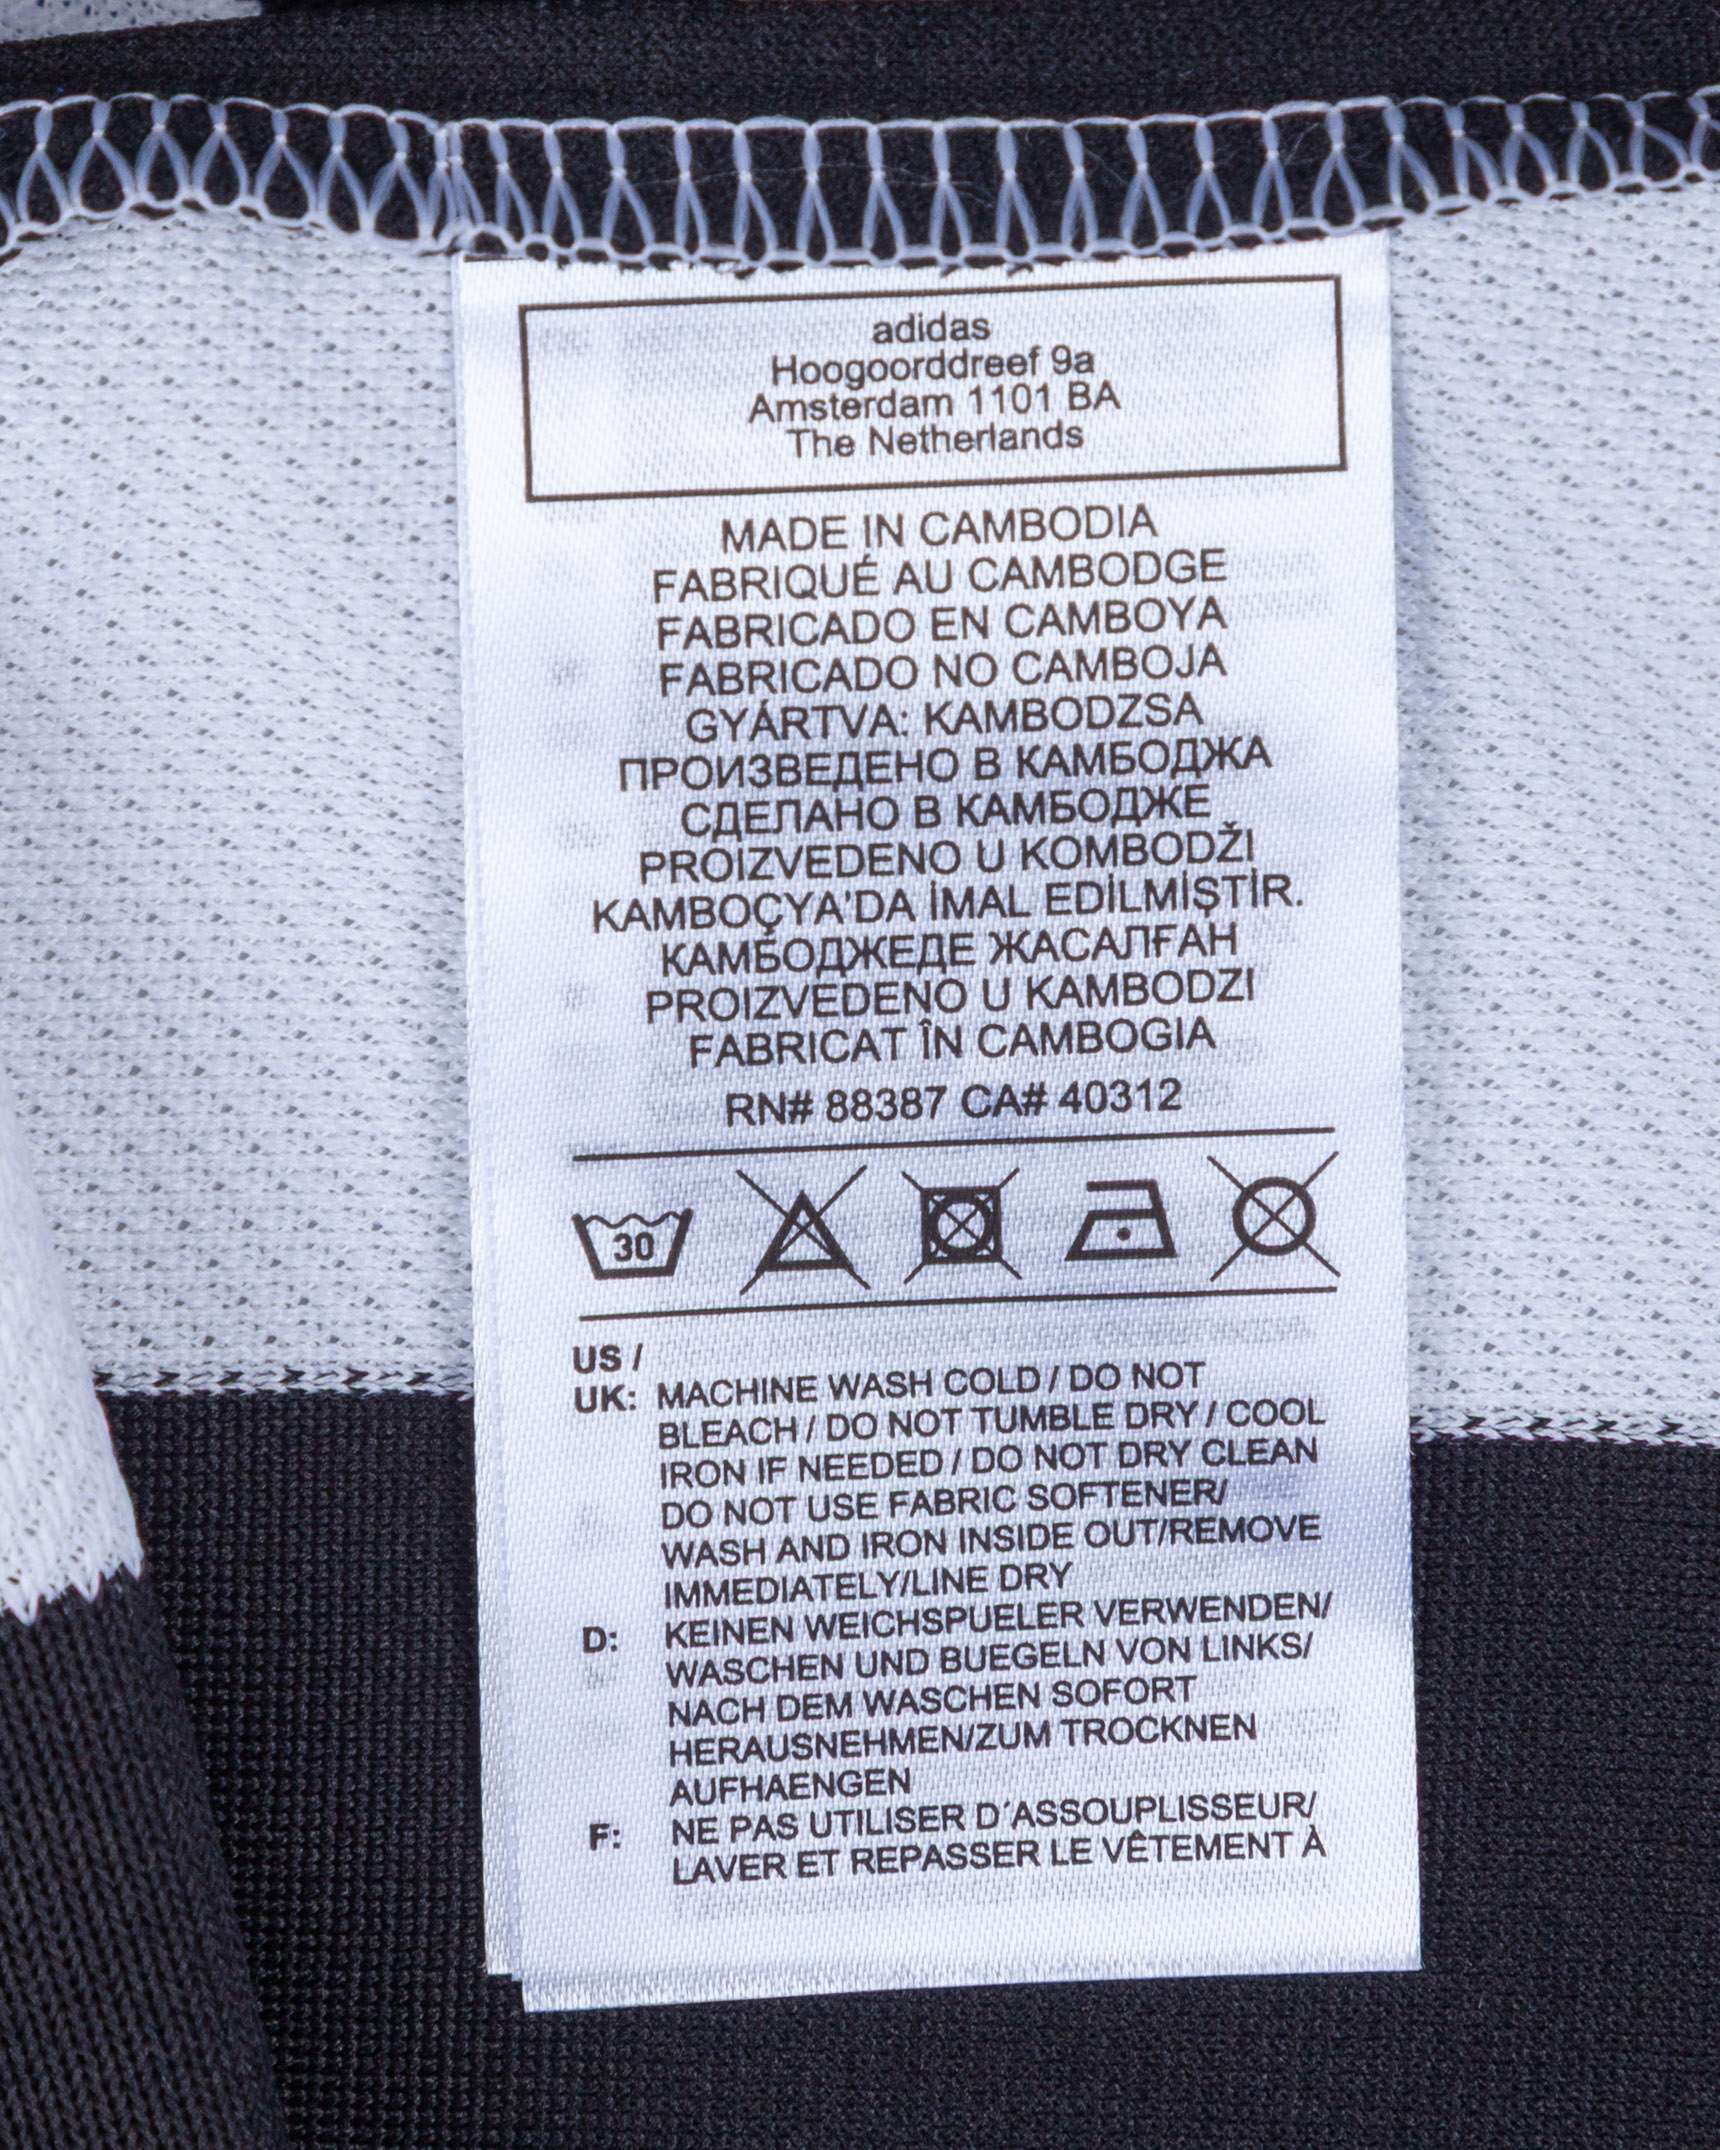 adidas
Hoogoorddreef 9a
Amsterdam 1101 BA
The Netherlands
MADE IN CAMBODIA
FABRIQUÉ AU CAMBODGE
FABRICADO EN CAMBOYA
FABRICADO NO CAMBOJA
GYÁRTVA: KAMBODZSA
ПРОИЗВЕДЕНО В КАМБОДЖА
СДЕЛАНО В КАМБОДЖЕ
PROIZVEDENO U KOMBODŽI
KAMBOÇYA'DA İMAL EDİLMİŞTİR.
КАМБОДЖЕДЕ ЖАСАЛҒАН
PROIZVEDENO U KAMBODZI
FABRICAT ÎN CAMBOGIA
RN# 88387 CA# 40312
30
US /
UK: MACHINE WASH COLD / DO NOT
BLEACH / DO NOT TUMBLE DRY / COOL
IRON IF NEEDED / DO NOT DRY CLEAN
DO NOT USE FABRIC SOFTENER/
WASH AND IRON INSIDE OUT/REMOVE
IMMEDIATELY/LINE DRY
D: KEINEN WEICHSPUELER VERWENDEN/
WASCHEN UND BUEGELN VON LINKS/
NACH DEM WASCHEN SOFORT
HERAUSNEHMEN/ZUM TROCKNEN
AUFHAENGEN
F: NE PAS UTILISER D´ASSOUPLISSEUR/
LAVER ET REPASSER LE VÊTEMENT À